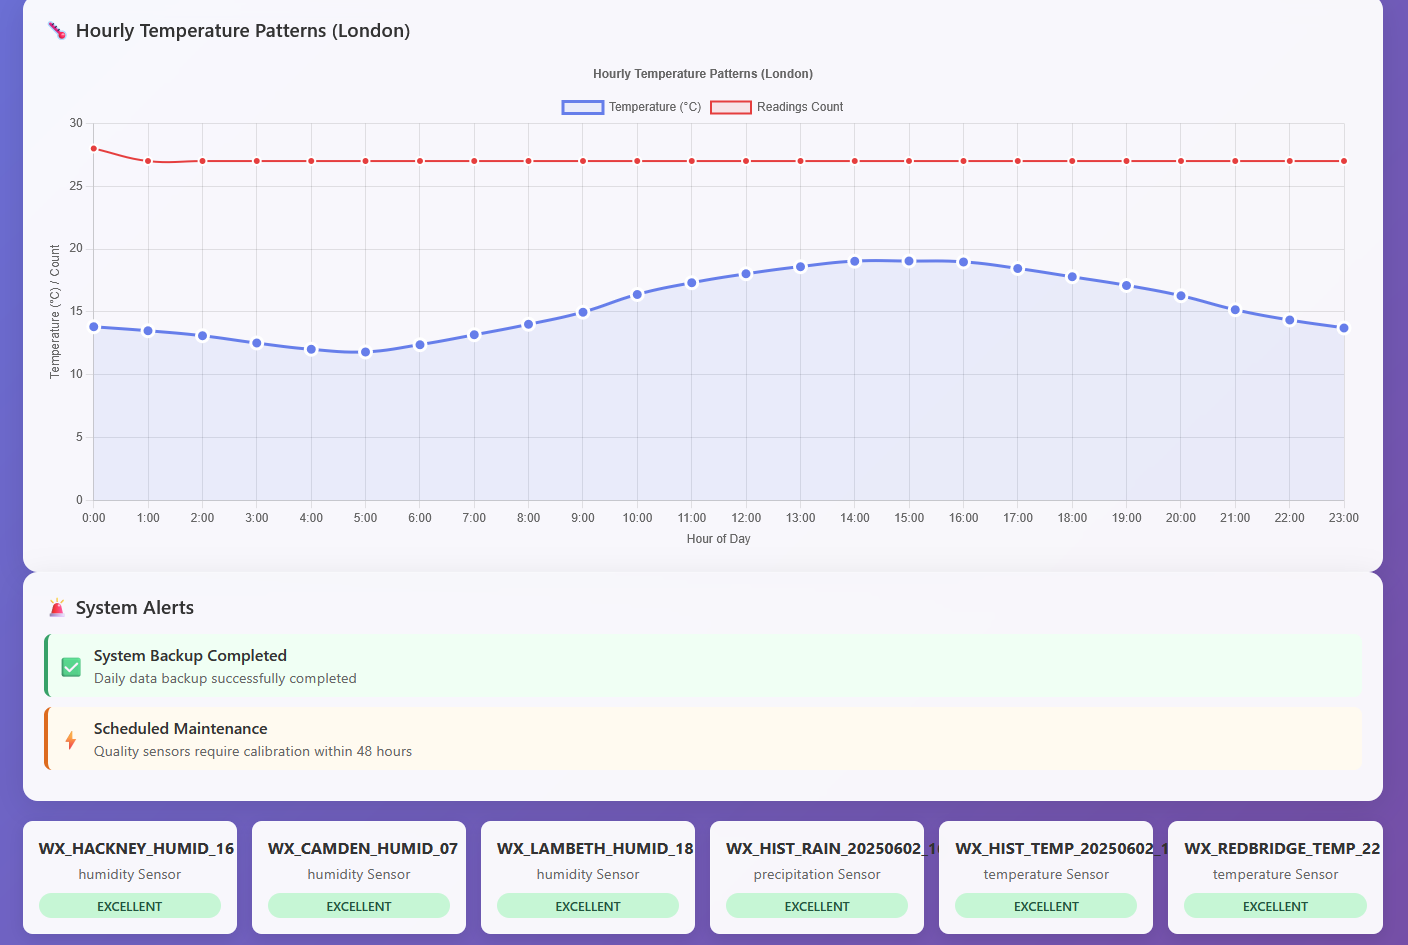 Hourly Temperature Patterns (London)
Hourly Temperature Patterns (London)
Temperature (°C) Readings Count
30
25
20
15
10
5
0
Temperature (°C) / Count
0:00 1:00 2:00 3:00 4:00 5:00 6:00 7:00 8:00 9:00 10:00 11:00 12:00 13:00 14:00 15:00 16:00 17:00 18:00 19:00 20:00 21:00 22:00 23:00
Hour of Day
System Alerts
System Backup Completed
Daily data backup successfully completed
Scheduled Maintenance
Quality sensors require calibration within 48 hours
WX_HACKNEY_HUMID_16
humidity Sensor
EXCELLENT
WX_CAMDEN_HUMID_07
humidity Sensor
EXCELLENT
WX_LAMBETH_HUMID_18
humidity Sensor
EXCELLENT
WX_HIST_RAIN_20250602_1
precipitation Sensor
EXCELLENT
WX_HIST_TEMP_20250602_1
temperature Sensor
EXCELLENT
WX_REDBRIDGE_TEMP_22
temperature Sensor
EXCELLENT